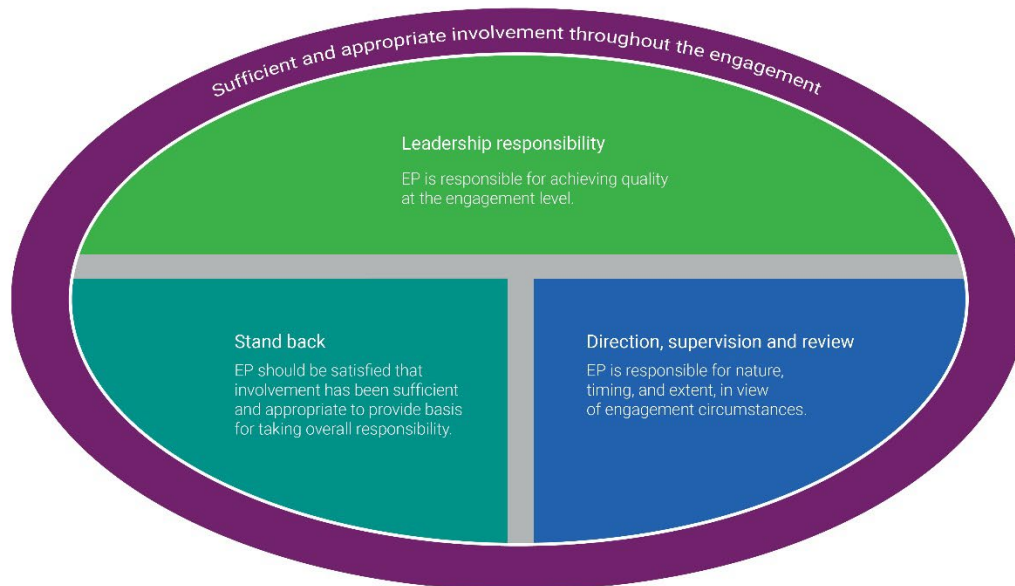 Sufficient and appropriate involvement throughout the engagement
Leadership responsibility
EP is responsible for achieving quality
at the engagement level.
Stand back
EP should be satisfied that
involvement has been sufficient
and appropriate to provide basis
for taking overall responsibility.
Direction, supervision and review
EP is responsible for nature,
timing, and extent, in view
of engagement circumstances.